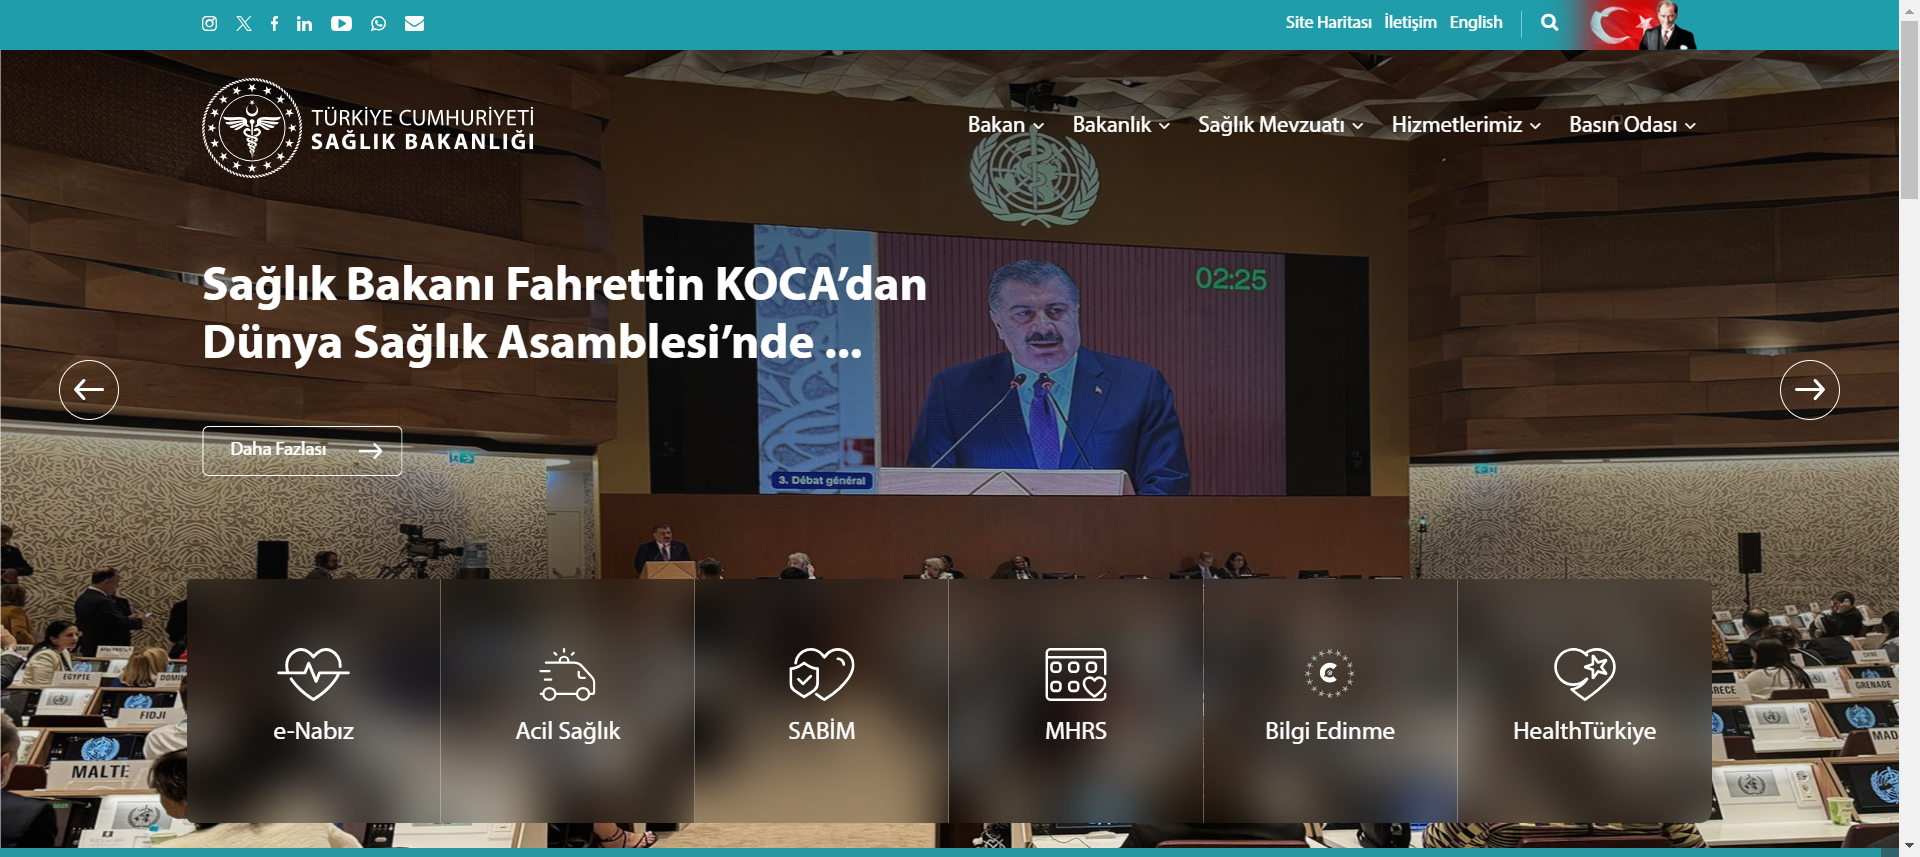 Site Haritası İletişim English
TÜRKİYE CUMHURİYETİ
SAĞLIK BAKANLIĞI
Bakan Bakanlık Sağlık Mevzuatı Hizmetlerimiz Basın Odası
02:25
Sağlık Bakanı Fahrettin KOCA’dan
Dünya Sağlık Asamblesi’nde ...
Daha Fazlası
3. Débat général
EGYPTE
FIDJI
MALTE
GRENADE
e-Nabız
Acil Sağlık
SABİM
MHRS
Bilgi Edinme
HealthTürkiye